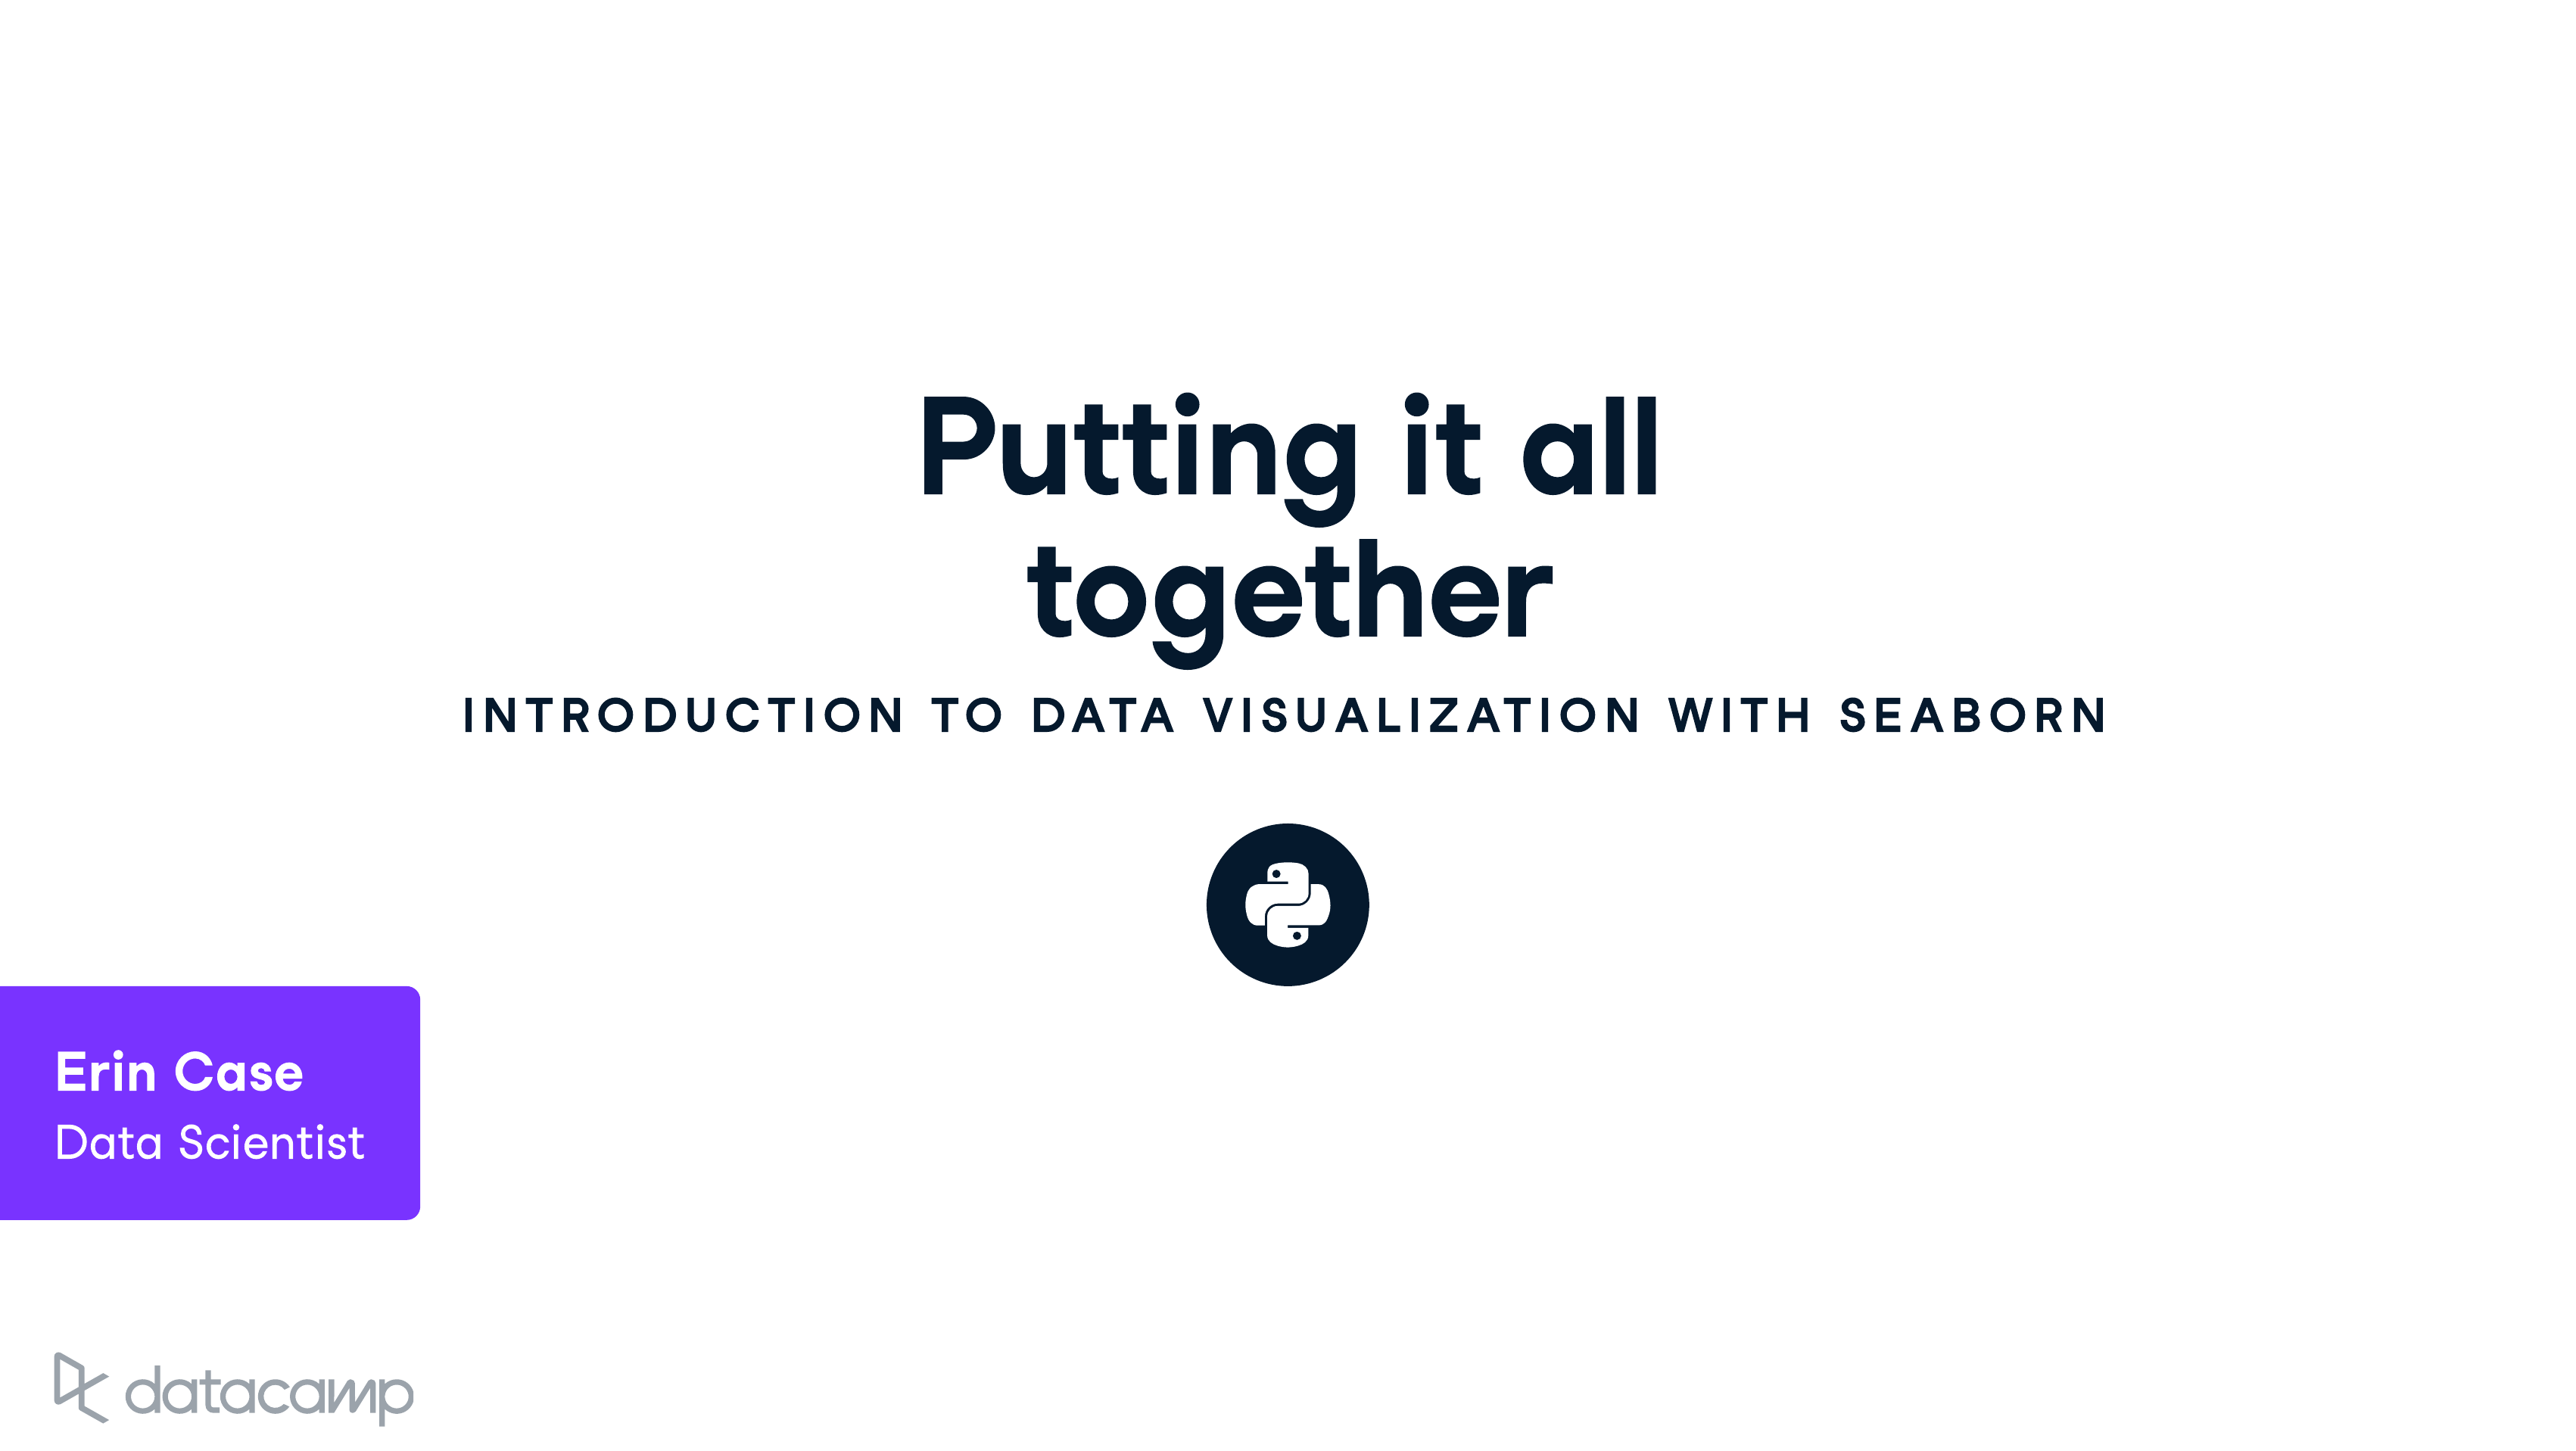 Putting it all
together
INTRODUCTION TO DATA VISUALIZATION WITH SEABORN
Erin Case
Data Scientist
datacamp